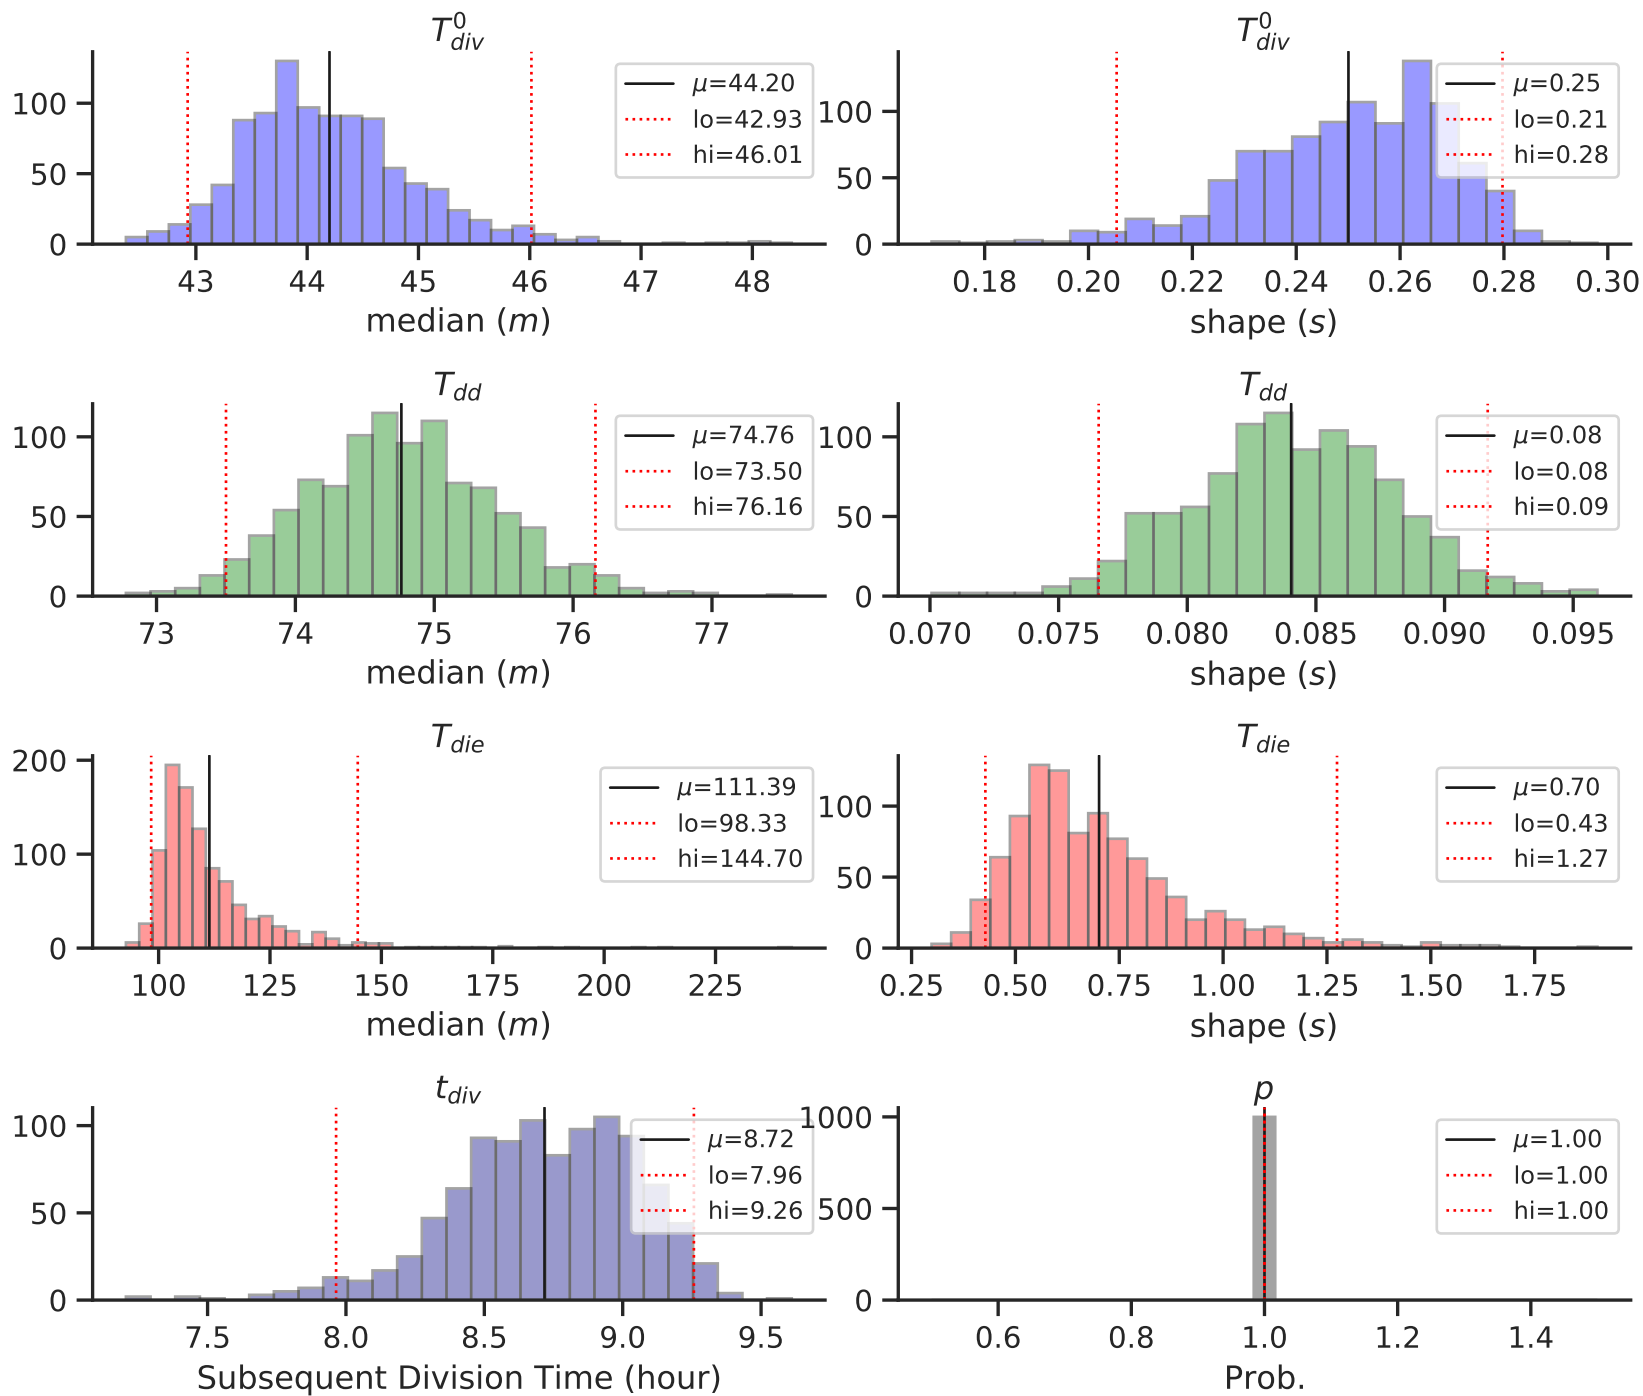 T⁰div
100
50
0
μ=44.20
lo=42.93
hi=46.01
43 44 45 46 47 48
median (m)
T⁰div
100
50
0
μ=0.25
lo=0.21
hi=0.28
0.18 0.20 0.22 0.24 0.26 0.28 0.30
shape (s)
Tdd
100
50
0
μ=74.76
lo=73.50
hi=76.16
73 74 75 76 77
median (m)
Tdd
100
50
0
μ=0.08
lo=0.08
hi=0.09
0.070 0.075 0.080 0.085 0.090 0.095
shape (s)
Tdie
200
100
0
μ=111.39
lo=98.33
hi=144.70
100 125 150 175 200 225
median (m)
Tdie
100
50
0
μ=0.70
lo=0.43
hi=1.27
0.25 0.50 0.75 1.00 1.25 1.50 1.75
shape (s)
tdiv
100
50
0
μ=8.72
lo=7.96
hi=9.26
7.5 8.0 8.5 9.0 9.5
Subsequent Division Time (hour)
p
1000
500
0
μ=1.00
lo=1.00
hi=1.00
0.6 0.8 1.0 1.2 1.4
Prob.